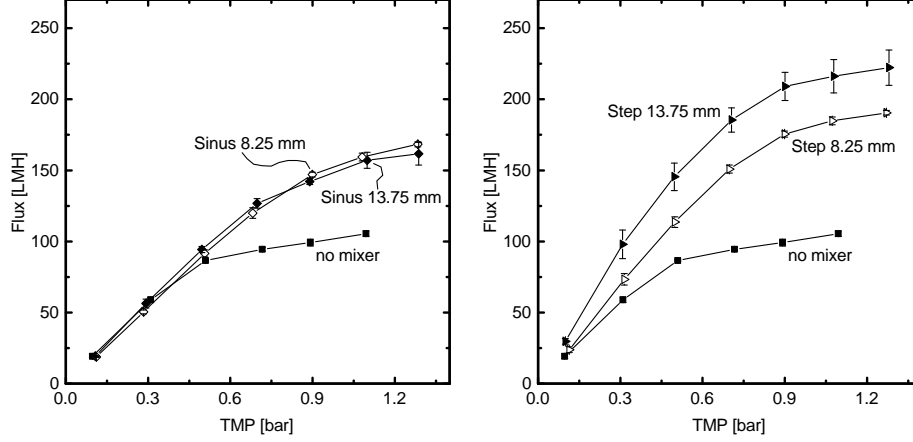 250
200
150
100
50
0
Flux [LMH]
Sinus 8.25 mm
Sinus 13.75 mm
no mixer
0.0 0.3 0.6 0.9 1.2
TMP [bar]
250
200
150
100
50
0
Flux [LMH]
Step 13.75 mm
Step 8.25 mm
no mixer
0.0 0.3 0.6 0.9 1.2
TMP [bar]